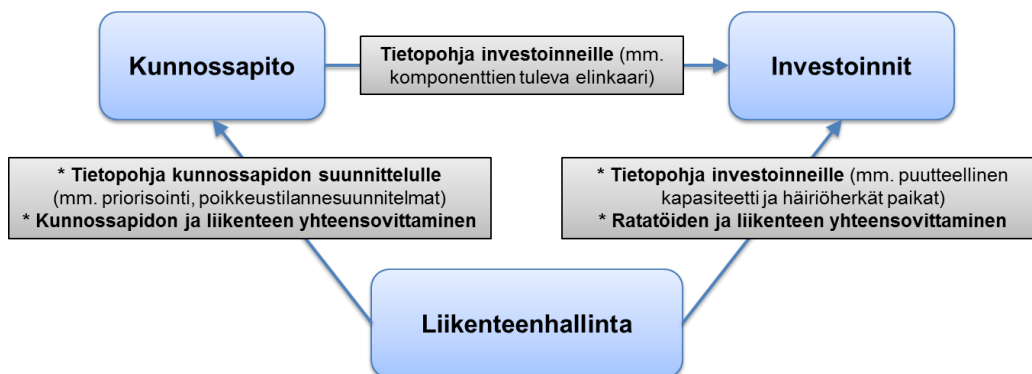 Kunnossapito
Tietopohja investoinneille (mm.
komponenttien tuleva elinkaari)
Investoinnit
* Tietopohja kunnossapidon suunnittelulle
(mm. priorisointi, poikkeustilannesuunnitelmat)
* Kunnossapidon ja liikenteen yhteensovittaminen
* Tietopohja investoinneille (mm. puutteellinen
kapasiteetti ja häiriöherkät paikat)
* Ratatöiden ja liikenteen yhteensovittaminen
Liikenteenhallinta